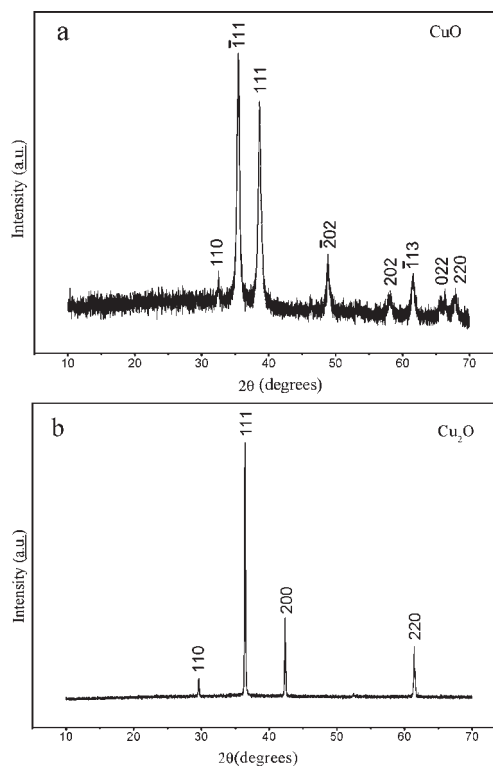 a
CuO
1̄11
111
110
2̄02
202
1̄13
022
220
Intensity (a.u.)
10 20 30 40 50 60 70
2θ (degrees)
b
Cu₂O
111
200
110
220
Intensity (a.u.)
10 20 30 40 50 60 70
2θ(degrees)